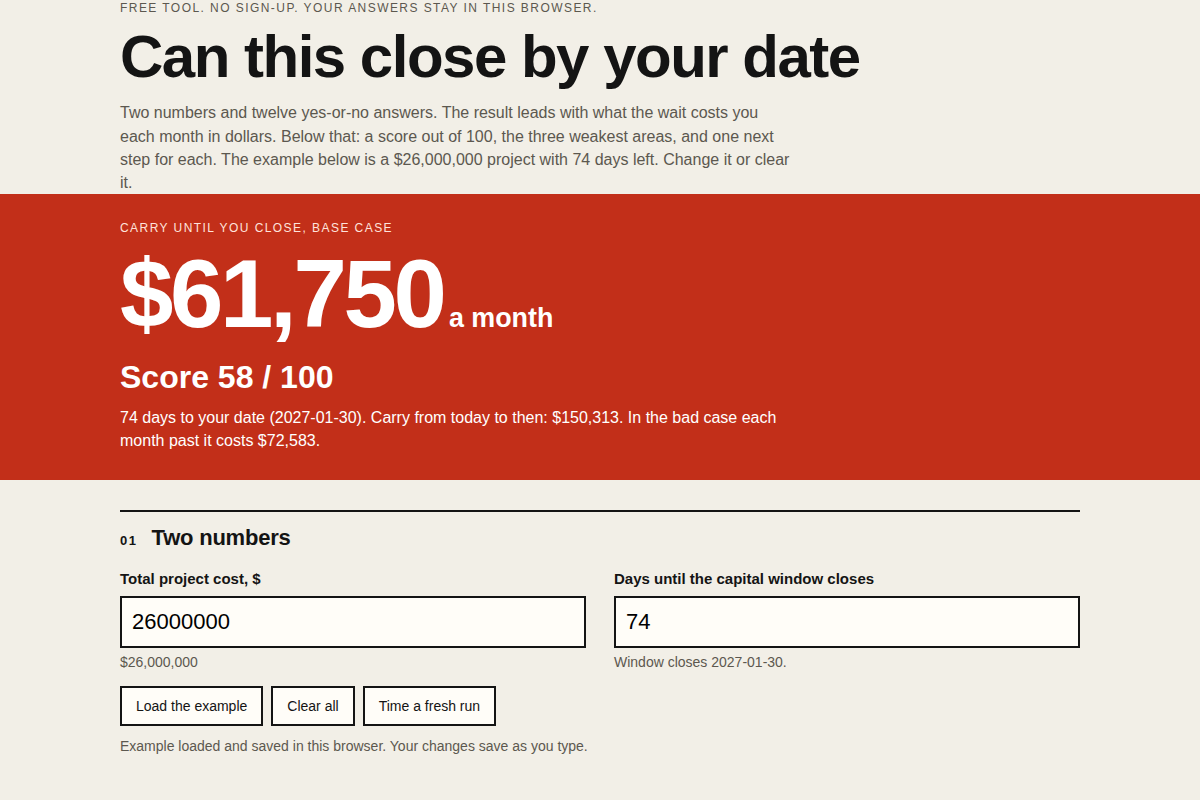 FREE TOOL. NO SIGN-UP. YOUR ANSWERS STAY IN THIS BROWSER.
Can this close by your date
Two numbers and twelve yes-or-no answers. The result leads with what the wait costs you
each month in dollars. Below that: a score out of 100, the three weakest areas, and one next
step for each. The example below is a $26,000,000 project with 74 days left. Change it or clear
it.
CARRY UNTIL YOU CLOSE, BASE CASE
$61,750 a month
Score 58 / 100
74 days to your date (2027-01-30). Carry from today to then: $150,313. In the bad case each
month past it costs $72,583.
01 Two numbers
Total project cost, $
Days until the capital window closes
26000000
74
$26,000,000
Window closes 2027-01-30.
Load the example
Clear all
Time a fresh run
Example loaded and saved in this browser. Your changes save as you type.